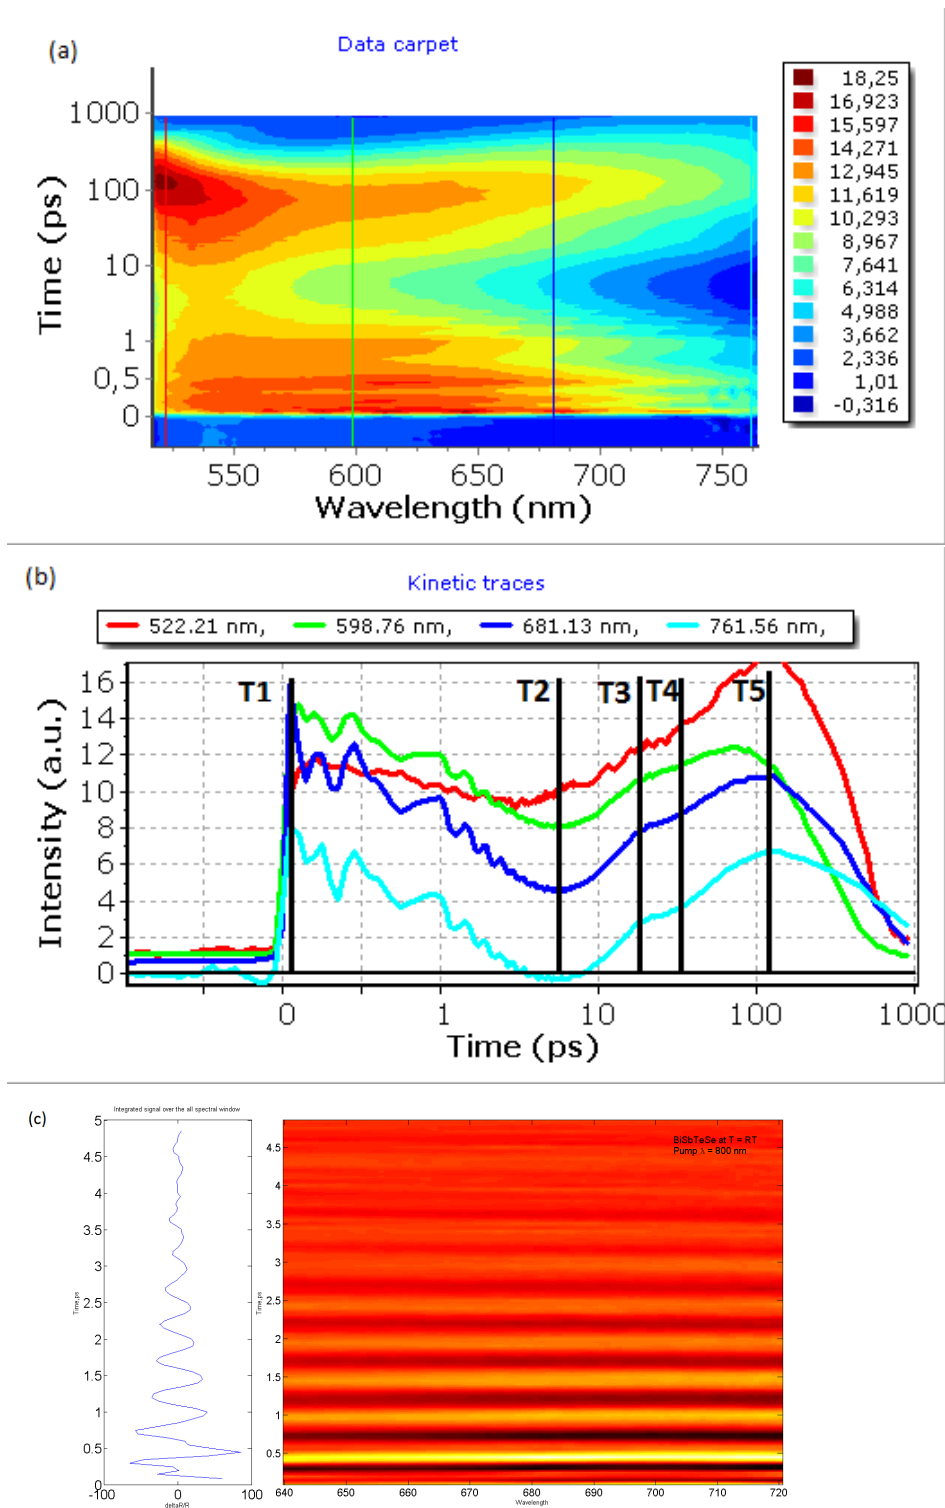 (a)
Data carpet
18,25
16,923
15,597
14,271
12,945
11,619
10,293
8,967
7,641
6,314
4,988
3,662
2,336
1,01
-0,316
Time (ps)
1000
100
10
1
0,5
0
550 600 650 700 750
Wavelength (nm)
(b)
Kinetic traces
522.21 nm, 598.76 nm, 681.13 nm, 761.56 nm,
Intensity (a.u.)
16
14
12
10
8
6
4
2
0
T1 T2 T3 T4 T5
0 1 10 100 1000
Time (ps)
(c)
Integrated signal over the all spectral window
Time,ps
5
4.5
4
3.5
3
2.5
2
1.5
1
0.5
0
-100 0 100
deltaR/R
Time,ps
4.5
4
3.5
3
2.5
2
1.5
1
0.5
BiSbTeSe at T = RT
Pump λ = 800 nm
640 650 660 670 680 690 700 710 720
Wavelength